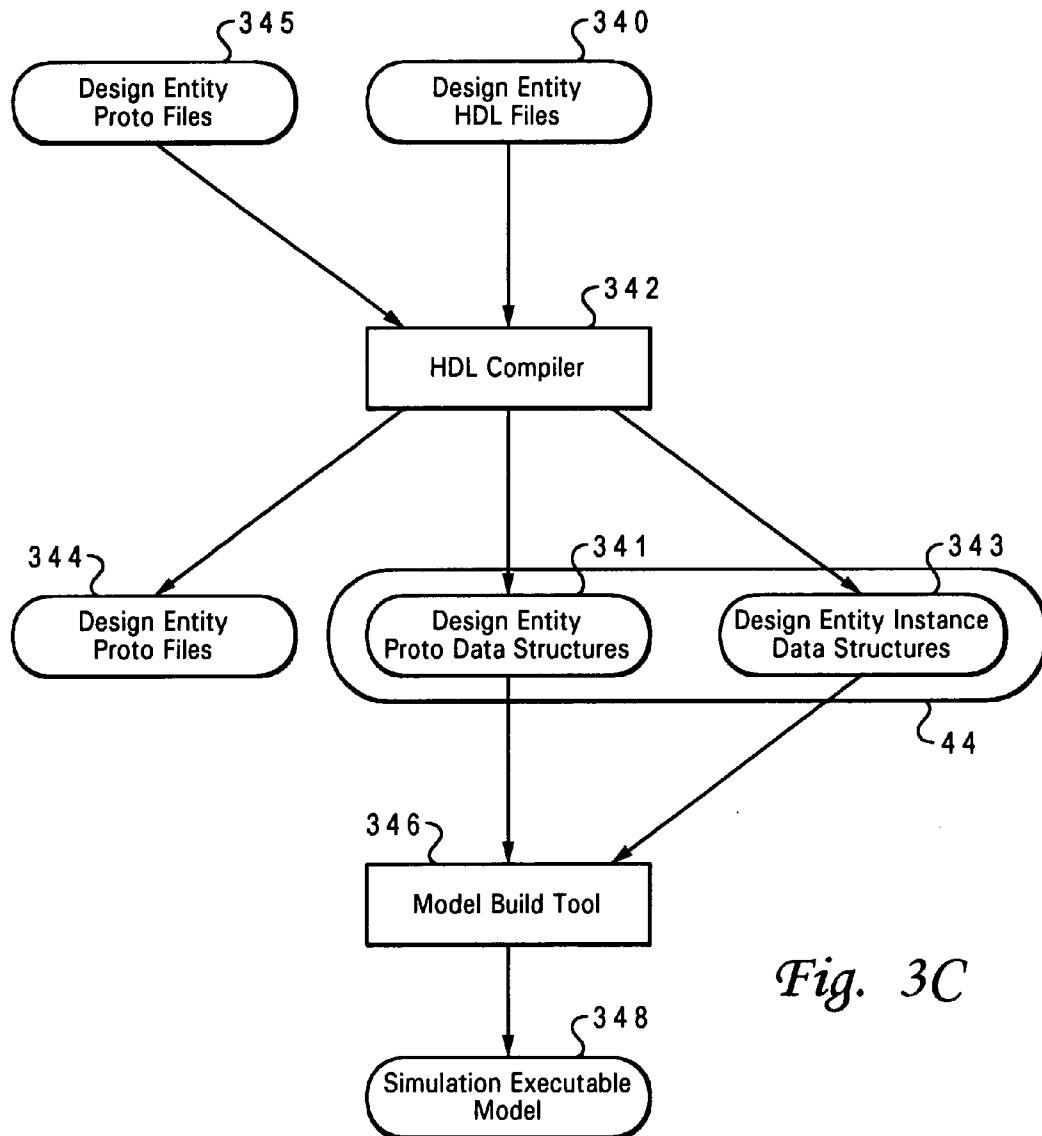 345
340
Design Entity
Proto Files
Design Entity
HDL Files
342
HDL Compiler
344
341
343
Design Entity
Proto Files
Design Entity
Proto Data Structures
Design Entity Instance
Data Structures
44
346
Model Build Tool
Fig. 3C
348
Simulation Executable
Model